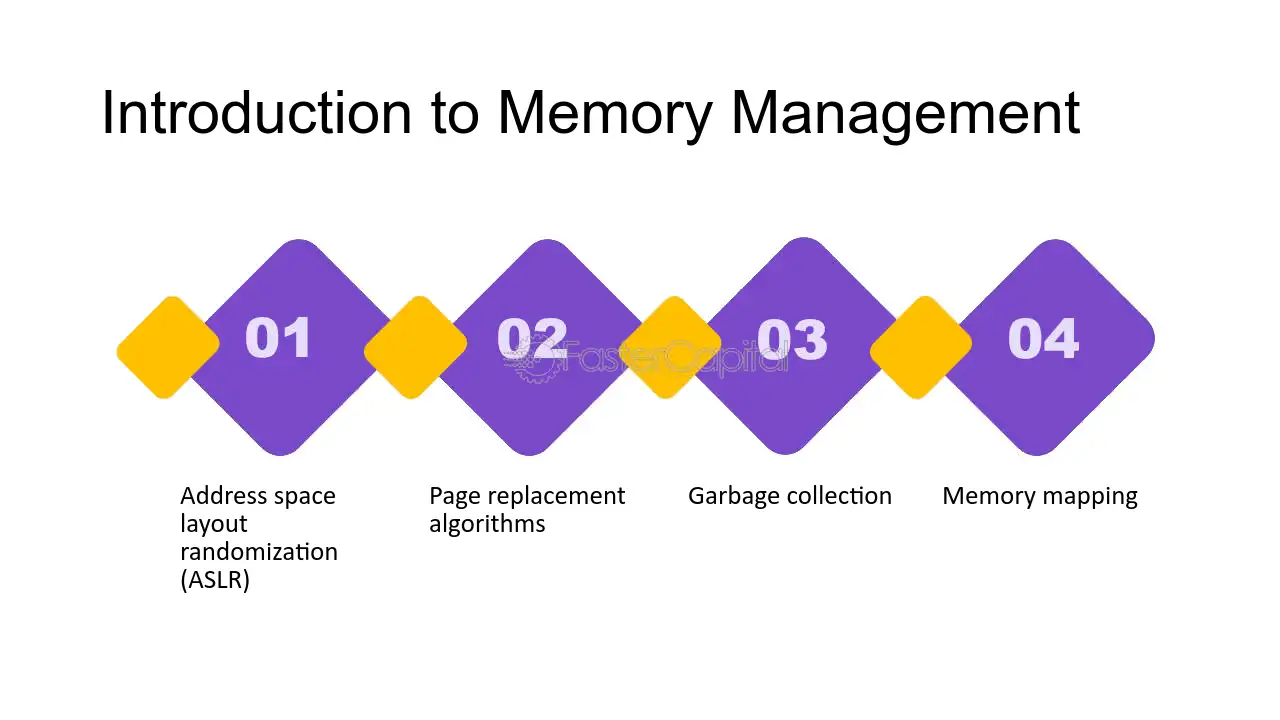 Introduction to Memory Management
01
02
03
04
FasterCapital
Address space
layout
randomization
(ASLR)
Page replacement
algorithms
Garbage collection
Memory mapping